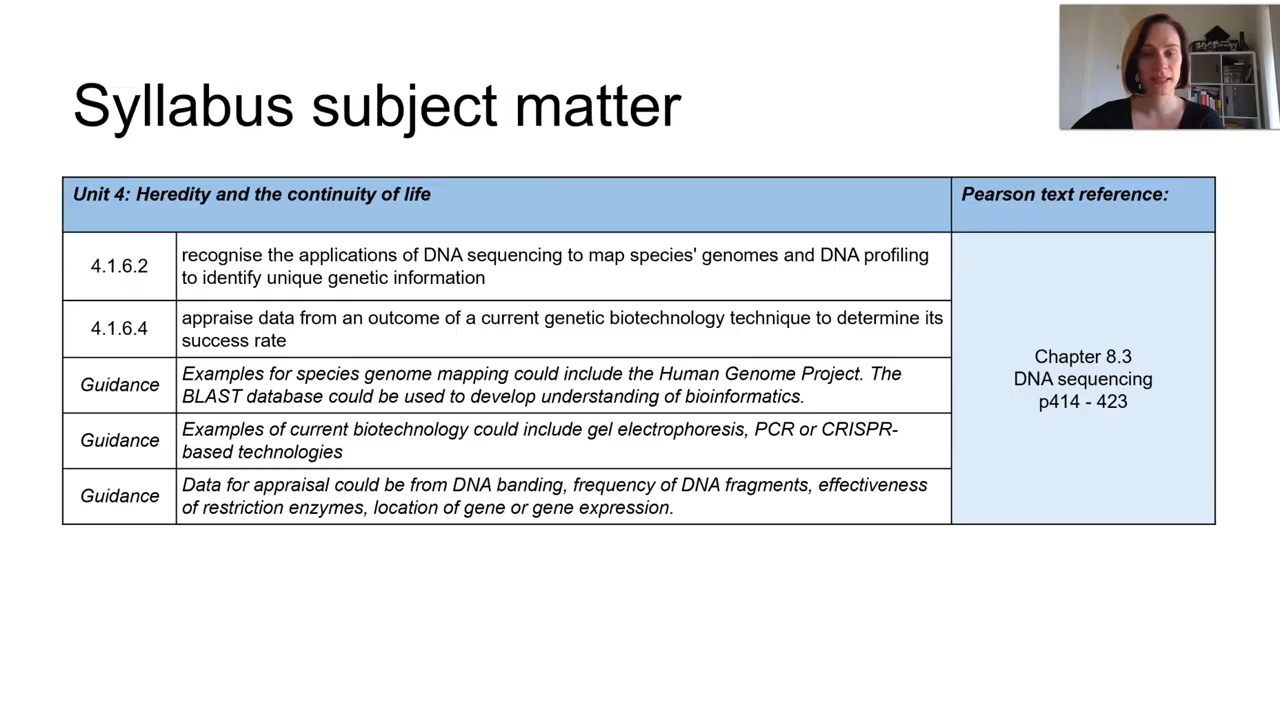 Syllabus subject matter
Unit 4: Heredity and the continuity of life
Pearson text reference:
4.1.6.2
recognise the applications of DNA sequencing to map species' genomes and DNA profiling
to identify unique genetic information
4.1.6.4
appraise data from an outcome of a current genetic biotechnology technique to determine its
success rate
Guidance
Examples for species genome mapping could include the Human Genome Project. The
BLAST database could be used to develop understanding of bioinformatics.
Guidance
Examples of current biotechnology could include gel electrophoresis, PCR or CRISPR-
based technologies
Guidance
Data for appraisal could be from DNA banding, frequency of DNA fragments, effectiveness
of restriction enzymes, location of gene or gene expression.
Chapter 8.3
DNA sequencing
p414 - 423